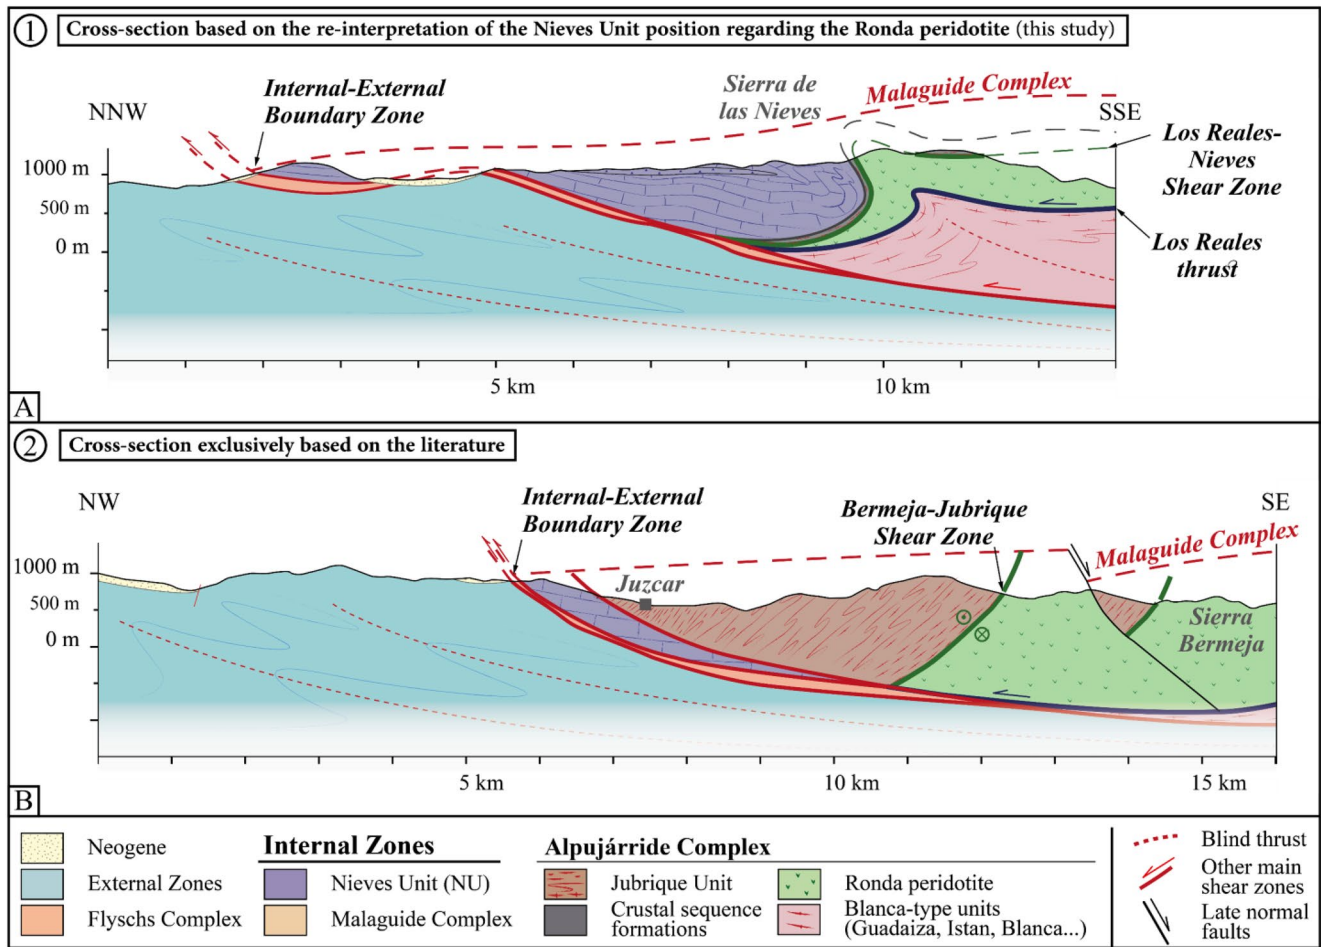 1 Cross-section based on the re-interpretation of the Nieves Unit position regarding the Ronda peridotite (this study)
NNW
Internal-External
Boundary Zone
Sierra de
las Nieves
Malaguide Complex
SSE
Los Reales-
Nieves
Shear Zone
1000 m
500 m
0 m
Los Reales
thrust
5 km
10 km
A
2 Cross-section exclusively based on the literature
NW
Internal-External
Boundary Zone
Bermeja-Jubrique
Shear Zone
SE
Malaguide Complex
1000 m
500 m
0 m
Juzcar
Sierra
Bermeja
5 km
10 km
15 km
B
Neogene
External Zones
Flyschs Complex
Internal Zones
Nieves Unit (NU)
Malaguide Complex
Alpujárride Complex
Jubrique Unit
Crustal sequence
formations
Ronda peridotite
Blanca-type units
(Guadaiza, Istan, Blanca...)
Blind thrust
Other main
shear zones
Late normal
faults